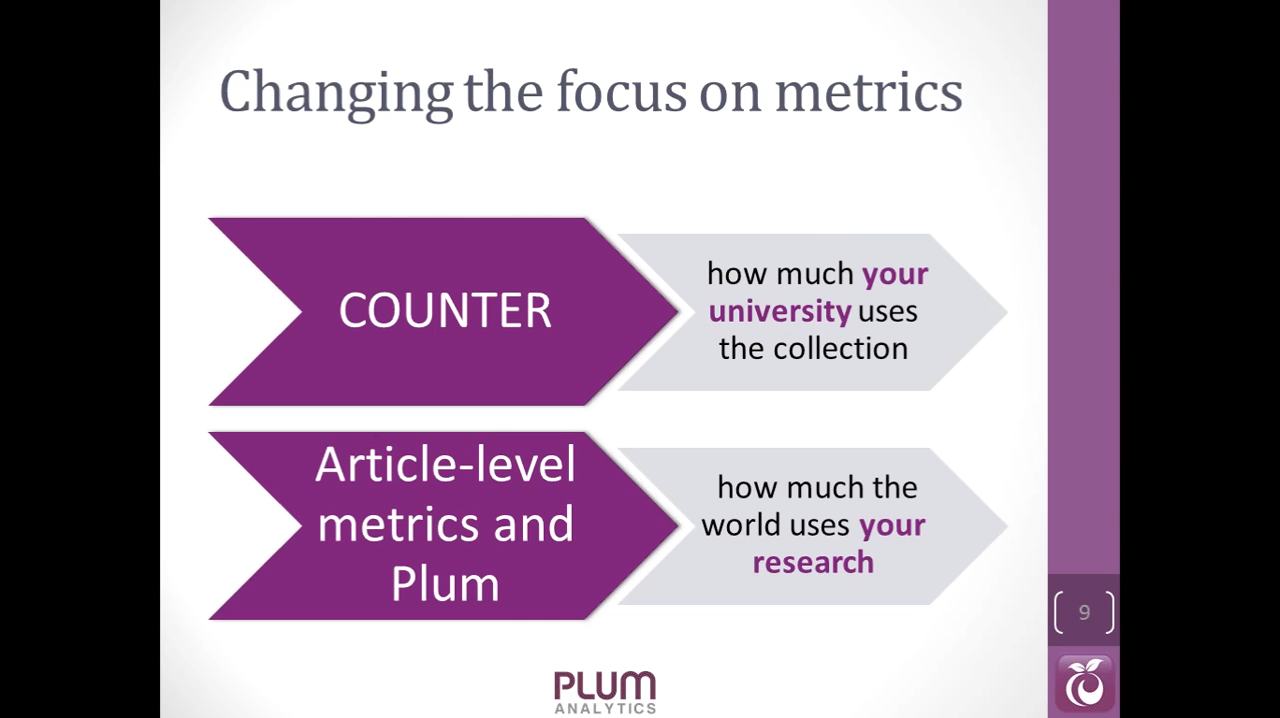 Changing the focus on metrics
COUNTER
how much your
university uses
the collection
Article-level
metrics and
Plum
how much the
world uses your
research
9
PLUM
ANALYTICS